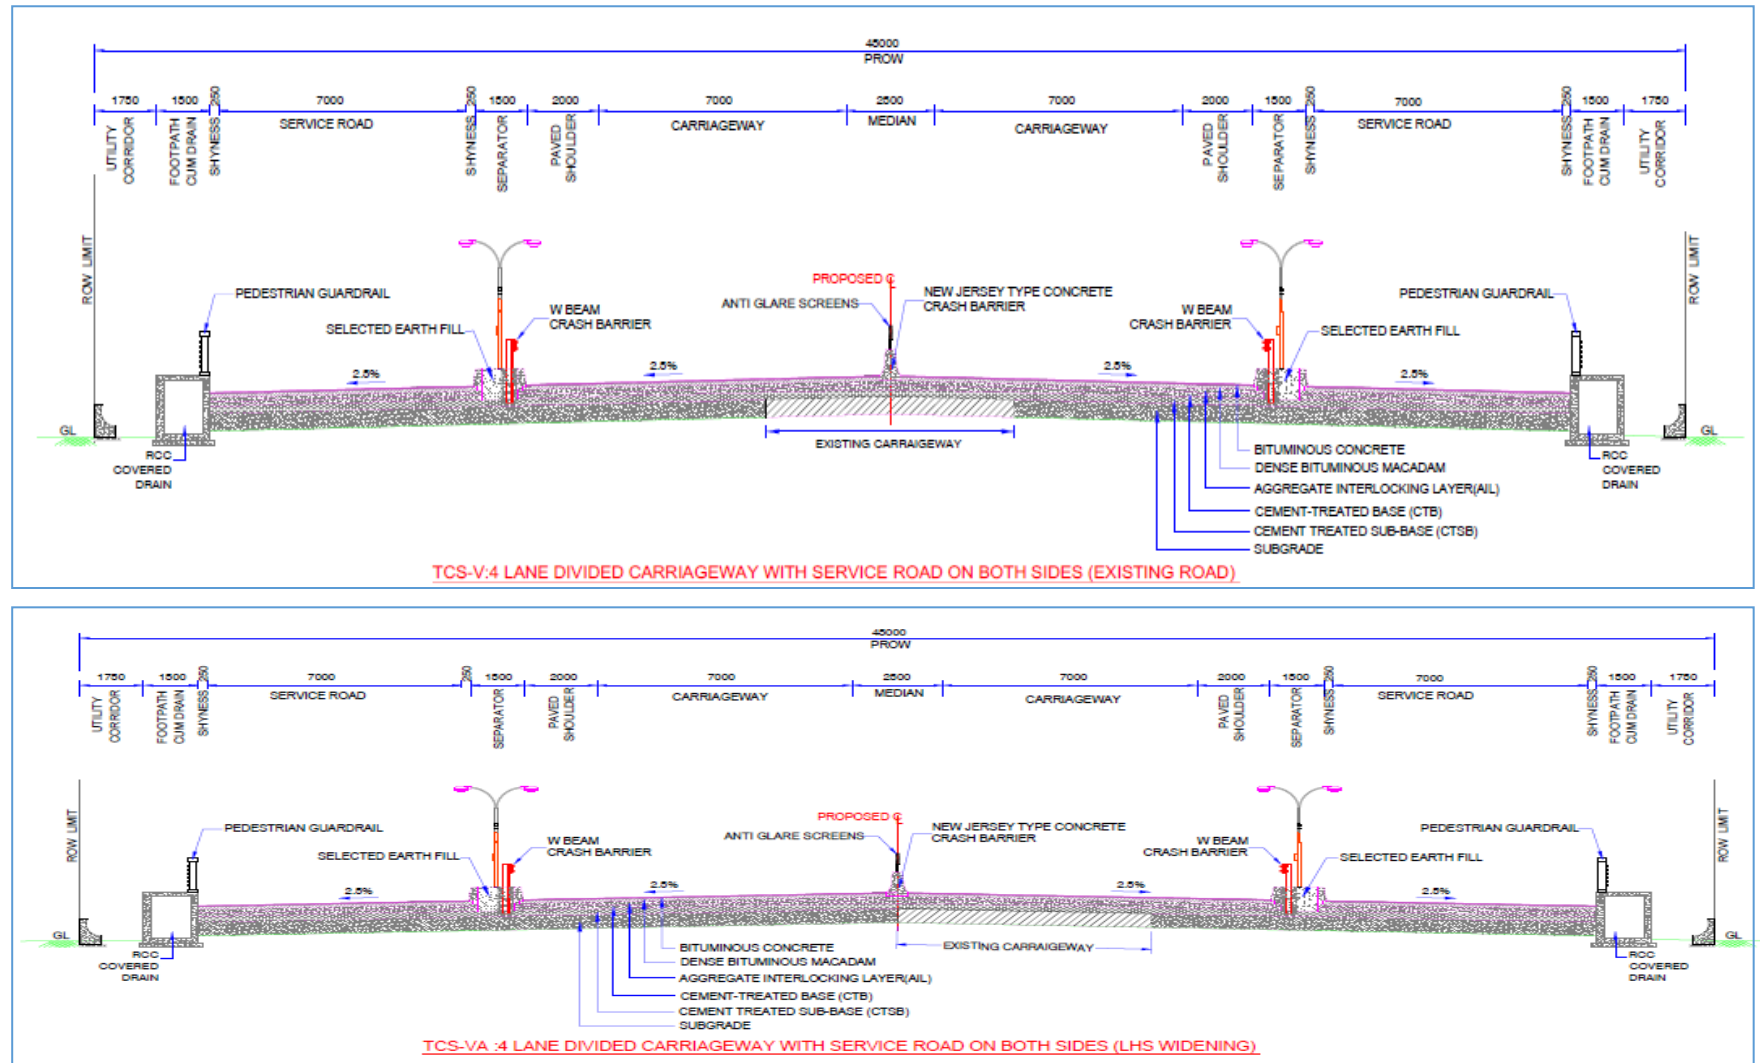 45000
PROW
1750
1500
250
7000
250
1500
2000
7000
2500
7000
2000
1500
250
7000
250
1500
1750
UTILITY
CORRIDOR
FOOTPATH
CUM DRAIN
SHYNESS
SERVICE ROAD
SHYNESS
SEPARATOR
PAVED
SHOULDER
CARRIAGEWAY
MEDIAN
CARRIAGEWAY
PAVED
SHOULDER
SEPARATOR
SHYNESS
SERVICE ROAD
SHYNESS
FOOTPATH
CUM DRAIN
UTILITY
CORRIDOR
ROW LIMIT
PEDESTRIAN GUARDRAIL
SELECTED EARTH FILL
W BEAM
CRASH BARRIER
PROPOSED CL
ANTI GLARE SCREENS
NEW JERSEY TYPE CONCRETE
CRASH BARRIER
W BEAM
CRASH BARRIER
PEDESTRIAN GUARDRAIL
SELECTED EARTH FILL
ROW LIMIT
2.5%
2.5%
2.5%
2.5%
GL
RCC
COVERED
DRAIN
EXISTING CARRAIGEWAY
BITUMINOUS CONCRETE
DENSE BITUMINOUS MACADAM
AGGREGATE INTERLOCKING LAYER(AIL)
CEMENT-TREATED BASE (CTB)
CEMENT TREATED SUB-BASE (CTSB)
SUBGRADE
GL
RCC
COVERED
DRAIN
TCS-V:4 LANE DIVIDED CARRIAGEWAY WITH SERVICE ROAD ON BOTH SIDES (EXISTING ROAD)
45000
PROW
1750
1500
250
7000
250
1500
2000
7000
2500
7000
2000
1500
250
7000
250
1500
1750
UTILITY
CORRIDOR
FOOTPATH
CUM DRAIN
SHYNESS
SERVICE ROAD
SEPARATOR
PAVED
SHOULDER
CARRIAGEWAY
MEDIAN
CARRIAGEWAY
PAVED
SHOULDER
SEPARATOR
SHYNESS
SERVICE ROAD
SHYNESS
FOOTPATH
CUM DRAIN
UTILITY
CORRIDOR
ROW LIMIT
PEDESTRIAN GUARDRAIL
SELECTED EARTH FILL
W BEAM
CRASH BARRIER
PROPOSED CL
ANTI GLARE SCREENS
NEW JERSEY TYPE CONCRETE
CRASH BARRIER
W BEAM
CRASH BARRIER
PEDESTRIAN GUARDRAIL
SELECTED EARTH FILL
ROW LIMIT
2.5%
2.5%
2.5%
2.5%
GL
RCC
COVERED
DRAIN
EXISTING CARRAIGEWAY
BITUMINOUS CONCRETE
DENSE BITUMINOUS MACADAM
AGGREGATE INTERLOCKING LAYER(AIL)
CEMENT-TREATED BASE (CTB)
CEMENT TREATED SUB-BASE (CTSB)
SUBGRADE
GL
RCC
COVERED
DRAIN
TCS-VA :4 LANE DIVIDED CARRIAGEWAY WITH SERVICE ROAD ON BOTH SIDES (LHS WIDENING)